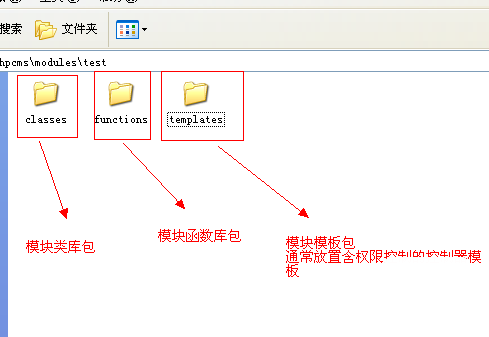 搜索 文件夹
hpcms\modules\test
classes functions templates
模块类库包
模块函数库包
模块模板包
通常放置含权限控制的控制器模
板